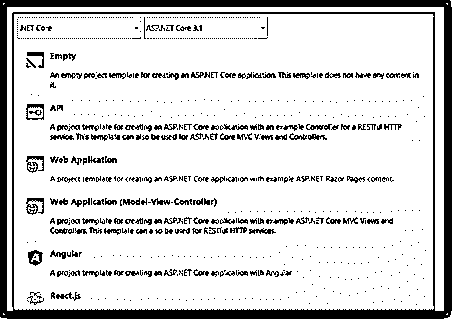 .NET Core
ASP.NET Core 3.1
Empty
An empty project template for creating an ASP.NET Core application. This template does not have any content in
it.
API
A project template for creating an ASP.NET Core application with an example Controller for a RESTful HTTP
service. This template can also be used for ASP.NET Core MVC Views and Controllers.
Web Application
A project template for creating an ASP.NET Core application with example ASP.NET Razor Pages content.
Web Application (Model-View-Controller)
A project template for creating an ASP.NET Core application with example ASP.NET Core MVC Views and
Controllers. This template can also be used for RESTful HTTP services.
Angular
A project template for creating an ASP.NET Core application with Angular
React.js